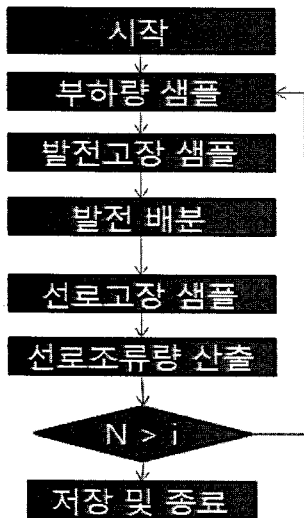 시작
부하량 샘플
발전고장 샘플
발전 배분
선로고장 샘플
선로조류량 산출
N > i
저장 및 종료